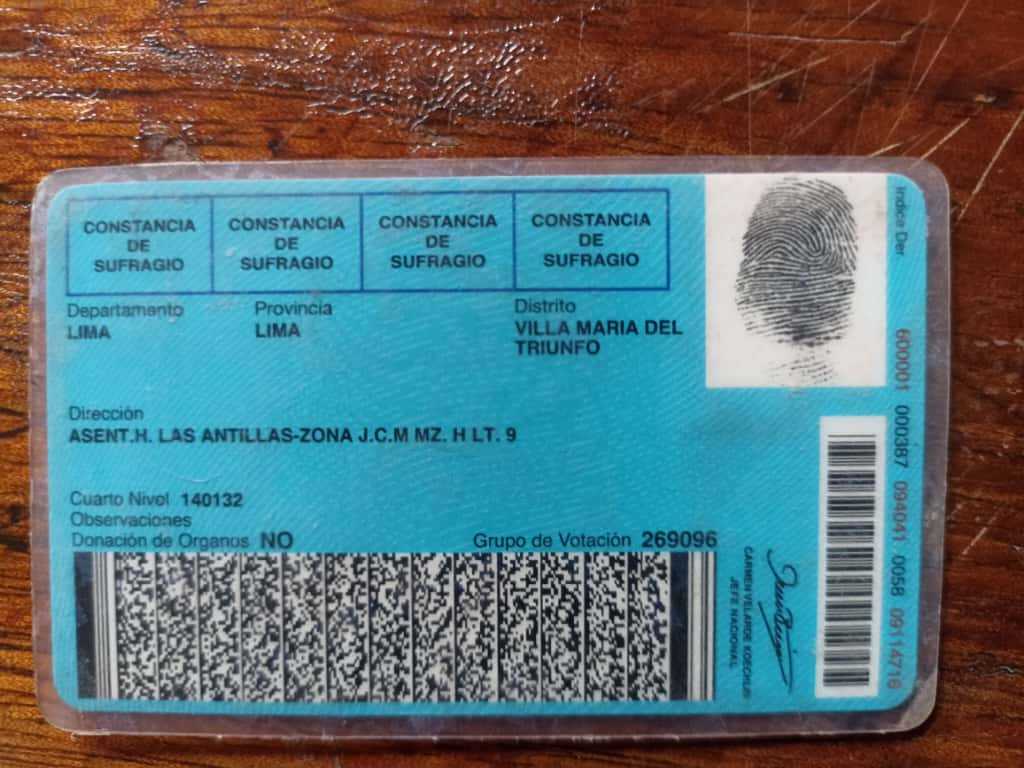 CONSTANCIA
DE
SUFRAGIO
CONSTANCIA
DE
SUFRAGIO
CONSTANCIA
DE
SUFRAGIO
CONSTANCIA
DE
SUFRAGIO
Departamento
LIMA
Provincia
LIMA
Distrito
VILLA MARIA DEL
TRIUNFO
Dirección
ASENT.H. LAS ANTILLAS-ZONA J.C.M MZ. H LT. 9
Cuarto Nivel 140132
Observaciones
Donación de Organos NO
Grupo de Votación 269096
Indice Der
600001 000387 094041 0058 09114716
CARMEN VELARDE KOECHLIN
JEFE NACIONAL